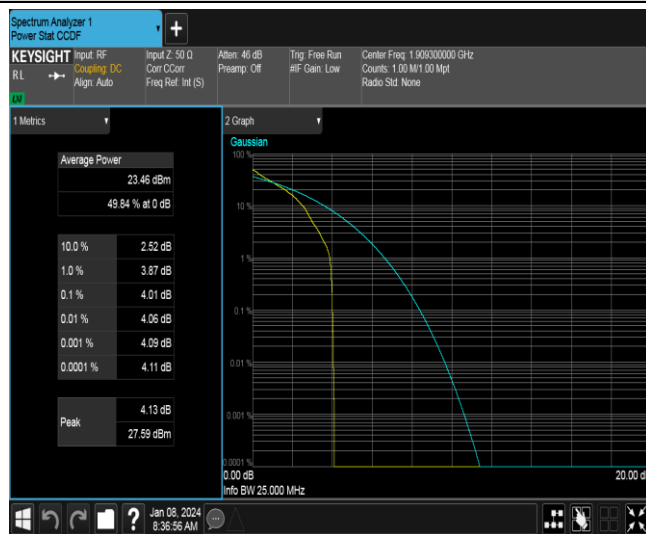 Spectrum Analyzer 1
Power Stat CCDF
KEYSIGHT
RL
Input: RF
Coupling: DC
Align: Auto
Input Z: 50 Ω
Corr CCorr
Freq Ref: Int (S)
Atten: 46 dB
Preamp: Off
Trig: Free Run
#IF Gain: Low
Center Freq: 1.909300000 GHz
Counts: 1.00 M/1.00 Mpt
Radio Std: None
1 Metrics
Average Power
23.46 dBm
49.84 % at 0 dB
10.0 % 2.52 dB
1.0 % 3.87 dB
0.1 % 4.01 dB
0.01 % 4.06 dB
0.001 % 4.09 dB
0.0001 % 4.11 dB
Peak
4.13 dB
27.59 dBm
2 Graph
Gaussian
100 %
10 %
1 %
0.1 %
0.01 %
0.001 %
0.0001 %
0.00 dB
20.00 d
Info BW 25.000 MHz
?
Jan 08, 2024
8:36:56 AM